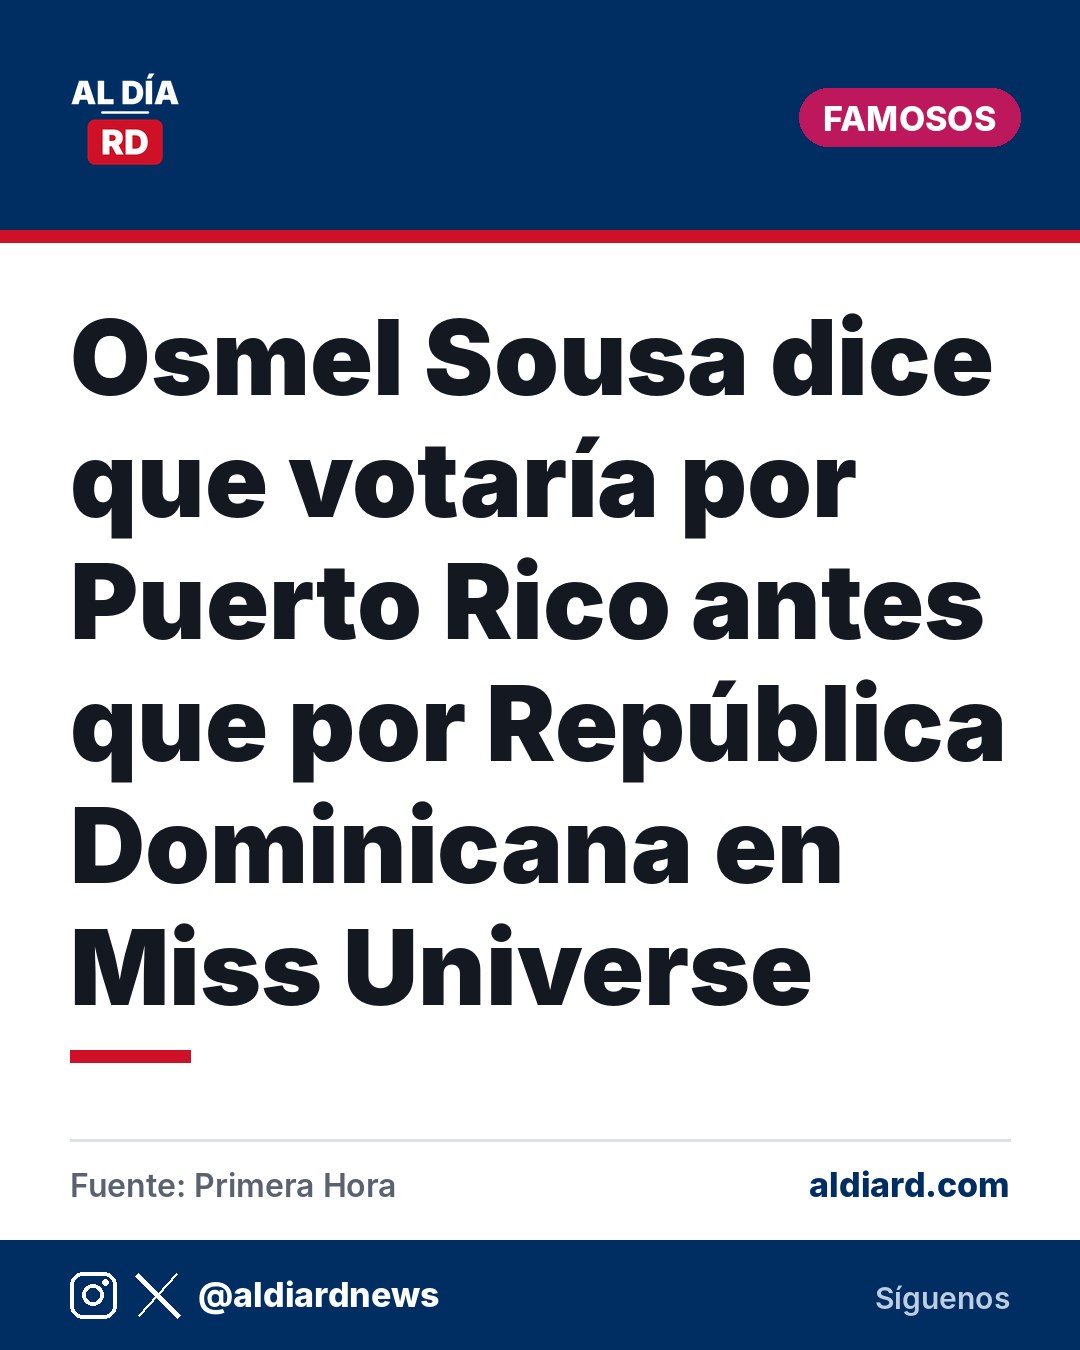 AL DÍA
RD
FAMOSOS
Osmel Sousa dice
que votaría por
Puerto Rico antes
que por República
Dominicana en
Miss Universe
Fuente: Primera Hora
aldiard.com
@aldiardnews
Síguenos